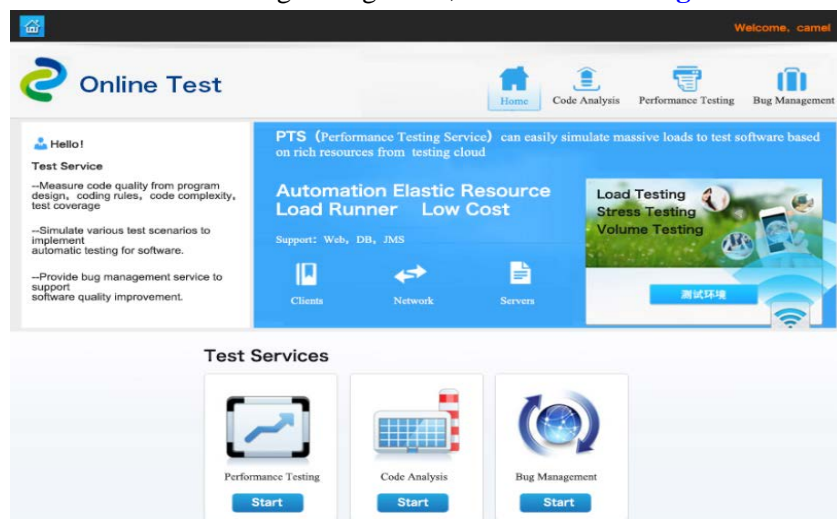 Welcome, camel
Online Test
Home
Code Analysis
Performance Testing
Bug Management
Hello!
Test Service
--Measure code quality from program
design, coding rules, code complexity,
test coverage
--Simulate various test scenarios to
implement
automatic testing for software.
--Provide bug management service to
support
software quality improvement.
PTS (Performance Testing Service) can easily simulate massive loads to test software based
on rich resources from testing cloud
Automation Elastic Resource
Load Runner Low Cost
Support: Web, DB, JMS
Clients
Network
Servers
Load Testing
Stress Testing
Volume Testing
测试环境
Test Services
Performance Testing
Code Analysis
Bug Management
Start
Start
Start